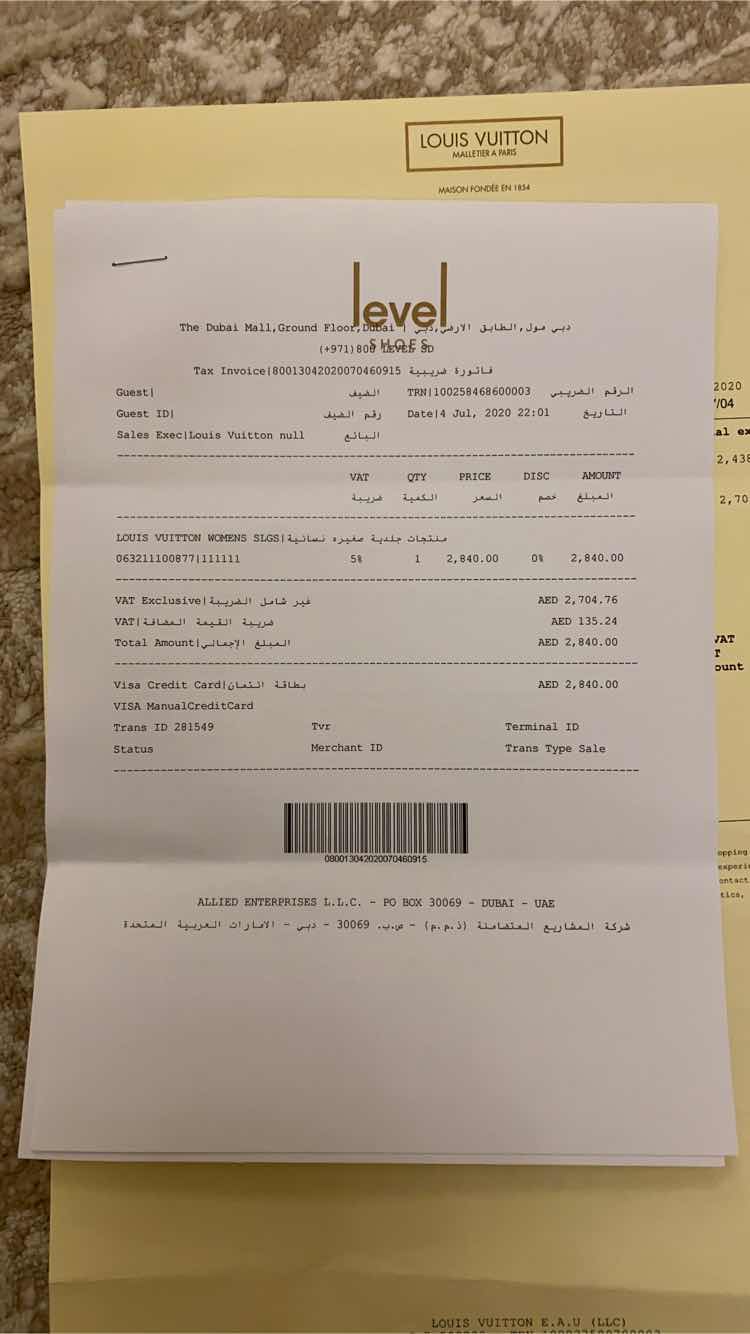 LOUIS VUITTON
MALLETIER A PARIS
MAISON FONDÉE EN 1854
level
SHOES
The Dubai Mall,Ground Floor,Dubai | دبي مول,الطابق الارضي,دبي
(+971)800 LEVEL SD
Tax Invoice|80013042020070460915 فاتورة ضريبية
Guest| الضيف TRN|100258468600003 الرقم الضريبي
Guest ID| رقم الضيف Date|4 Jul, 2020 22:01 التاريخ
Sales Exec|Louis Vuitton null البائع
VAT QTY PRICE DISC AMOUNT
ضريبة الكمية السعر خصم المبلغ
LOUIS VUITTON WOMENS SLGS|منتجات جلدية صغيره نسائية
063211100877|111111 5% 1 2,840.00 0% 2,840.00
VAT Exclusive|غير شامل الضريبة AED 2,704.76
VAT|ضريبة القيمة المضافة AED 135.24
Total Amount|المبلغ الإجمالي AED 2,840.00
Visa Credit Card|بطاقة ائتمان AED 2,840.00
VISA ManualCreditCard
Trans ID 281549 Tvr Terminal ID
Status Merchant ID Trans Type Sale
08001304202007046091​5
ALLIED ENTERPRISES L.L.C. - PO BOX 30069 - DUBAI - UAE
شركة المشاريع المتضامنة (ذ.م.م) - ص.ب. 30069 - دبي - الامارات العربية المتحدة
2020
/04
al ex
2,438
2,70
VAT
T
ount
opping
experie
ontact
tics,
LOUIS VUITTON E.A.U (LLC)